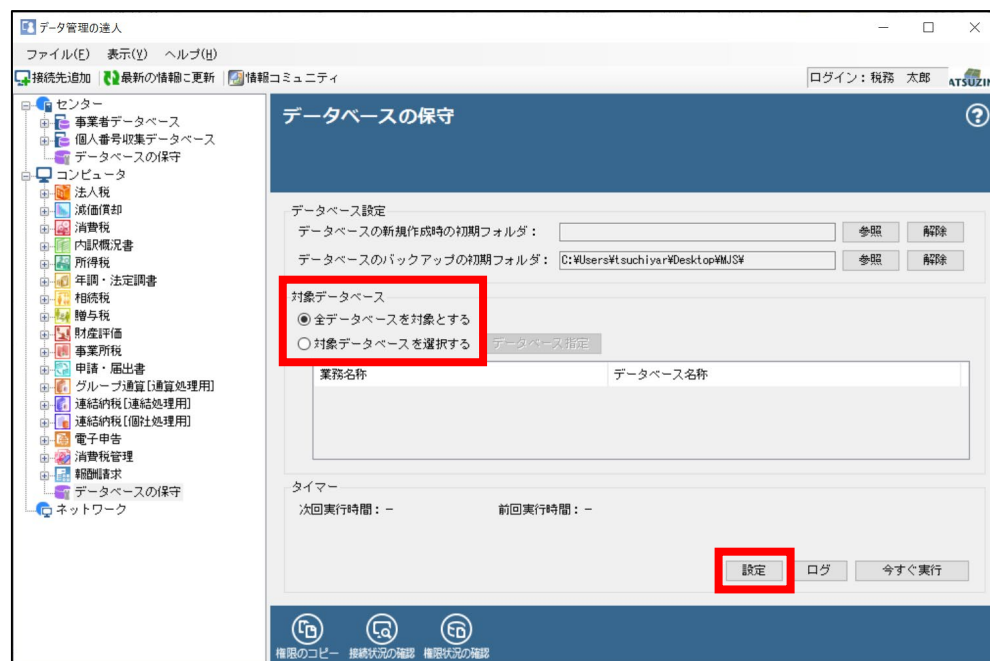 データ管理の達人
ファイル(F) 表示(V) ヘルプ(H)
接続先追加 最新の情報に更新 情報コミュニティ
ログイン：税務 太郎
センター
事業者データベース
個人番号収集データベース
データベースの保守
コンピュータ
法人税
減価償却
消費税
内訳概況書
所得税
年調・法定調書
相続税
贈与税
財産評価
事業所税
申請・届出書
グループ通算[通算処理用]
連結納税[連結処理用]
連結納税[個社処理用]
電子申告
消費税管理
報酬請求
データベースの保守
ネットワーク
データベースの保守
データベース設定
データベースの新規作成時の初期フォルダ： 参照 解除
データベースのバックアップの初期フォルダ： C:¥Users¥tsuchiyar¥Desktop¥MJS¥ 参照 解除
対象データベース
全データベースを対象とする
対象データベースを選択する データベース指定
業務名称 データベース名称
タイマー
次回実行時間：－ 前回実行時間：－
設定 ログ 今すぐ実行
権限のコピー 接続状況の確認 権限状況の確認